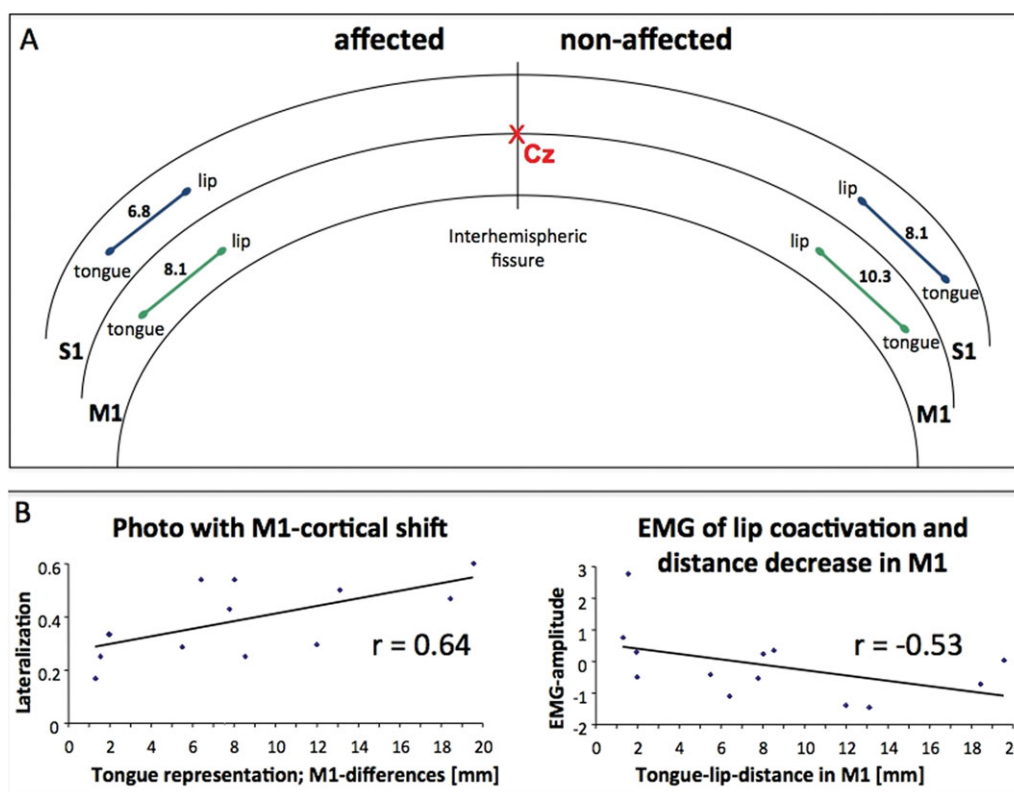 A
affected
non-affected
Cz
Interhemispheric
fissure
lip
6.8
tongue
lip
8.1
tongue
S1
M1
lip
8.1
tongue
lip
10.3
tongue
S1
M1
B
Photo with M1-cortical shift
Lateralization
0.6
0.4
0.2
0
r = 0.64
0 2 4 6 8 10 12 14 16 18 20
Tongue representation; M1-differences [mm]
EMG of lip coactivation and
distance decrease in M1
EMG-amplitude
3
2
1
0
-1
-2
r = -0.53
0 2 4 6 8 10 12 14 16 18
Tongue-lip-distance in M1 [mm]